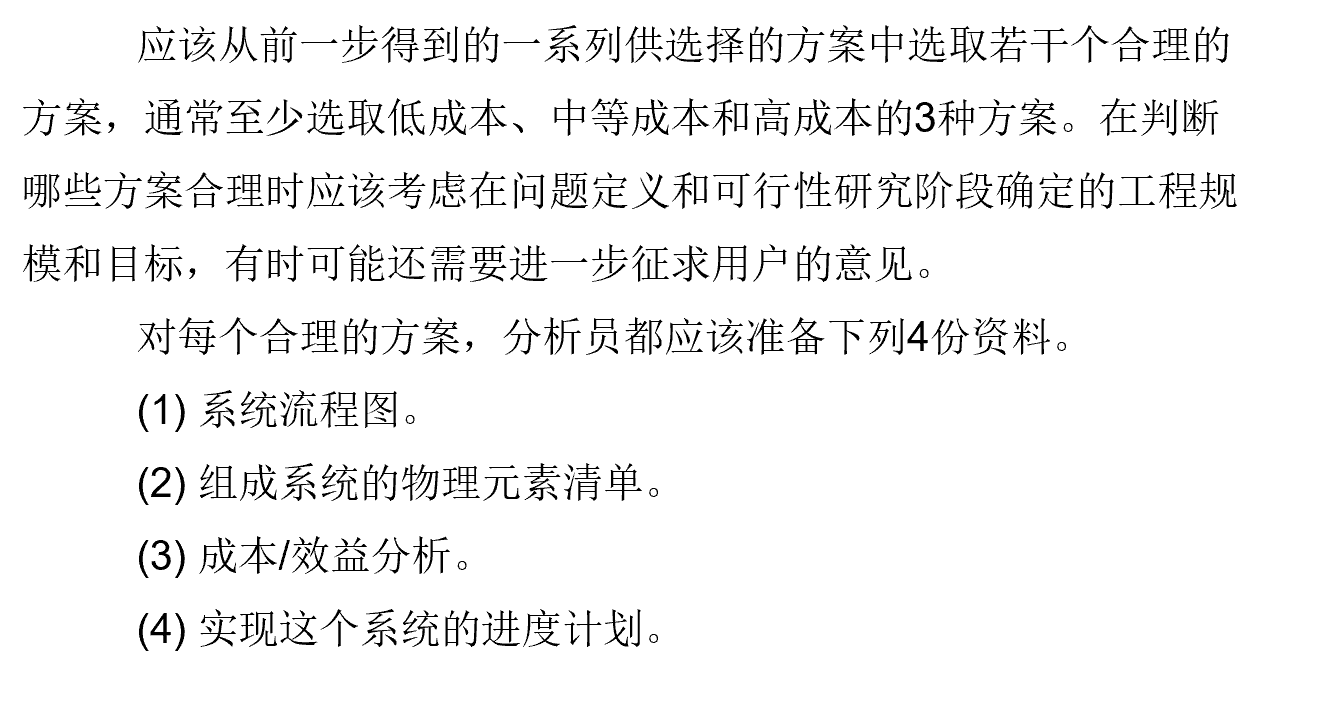 应该从前一步得到的一系列供选择的方案中选取若干个合理的
方案，通常至少选取低成本、中等成本和高成本的3种方案。在判断
哪些方案合理时应该考虑在问题定义和可行性研究阶段确定的工程规
模和目标，有时可能还需要进一步征求用户的意见。
对每个合理的方案，分析员都应该准备下列4份资料。
(1) 系统流程图。
(2) 组成系统的物理元素清单。
(3) 成本/效益分析。
(4) 实现这个系统的进度计划。